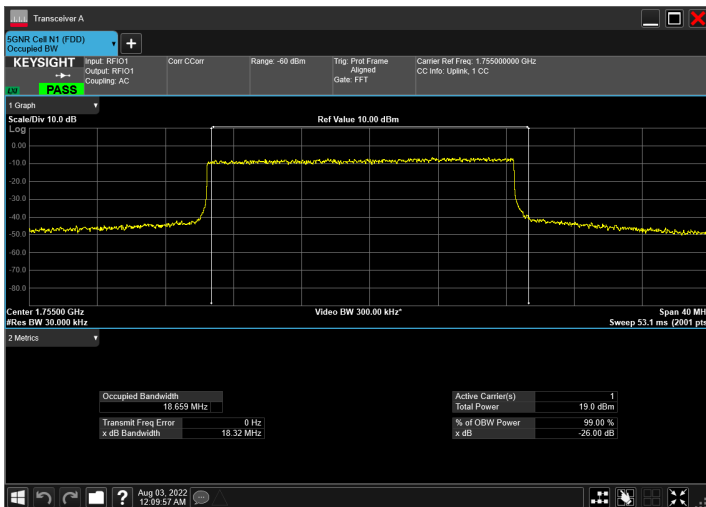 Transceiver A
5GNR Cell N1 (FDD)
Occupied BW
KEYSIGHT
Input: RFIO1
Output: RFIO1
Coupling: AC
Corr CCorr
Range: -60 dBm
Trig: Prot Frame
Aligned
Gate: FFT
Carrier Ref Freq: 1.755000000 GHz
CC Info: Uplink, 1 CC
LXI
PASS
1 Graph
Scale/Div 10.0 dB
Ref Value 10.00 dBm
Log
0.00
-10.0
-20.0
-30.0
-40.0
-50.0
-60.0
-70.0
-80.0
Center 1.75500 GHz
#Res BW 30.000 kHz
Video BW 300.00 kHz*
Span 40 MH
Sweep 53.1 ms (2001 pts
2 Metrics
Occupied Bandwidth
18.659 MHz
Transmit Freq Error 0 Hz
x dB Bandwidth 18.32 MHz
Active Carrier(s) 1
Total Power 19.0 dBm
% of OBW Power 99.00 %
x dB -26.00 dB
Aug 03, 2022
12:09:57 AM